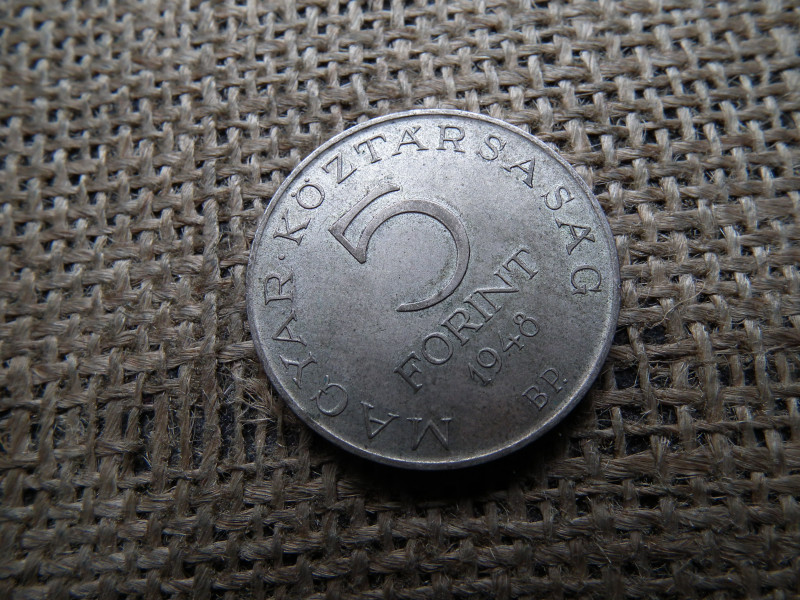 MAGYAR · KÖZTÁRSASÁG
5
FORINT
1948
BP.